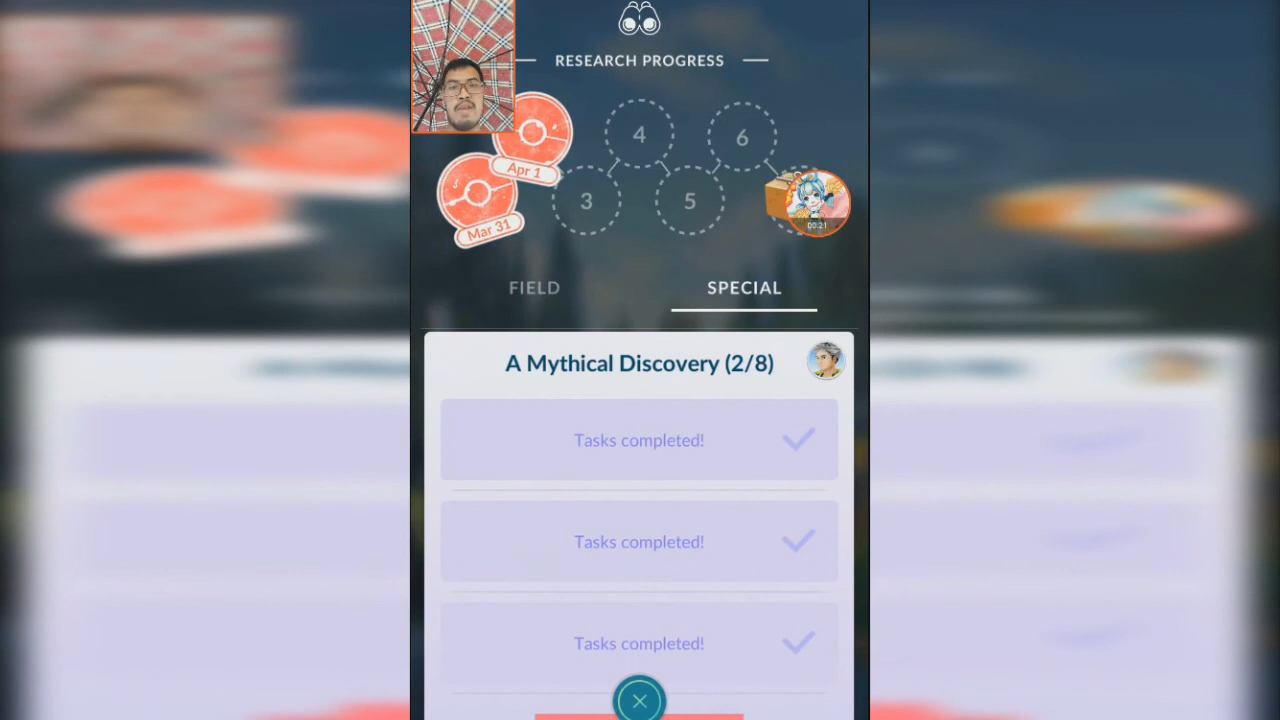 RESEARCH PROGRESS
4
6
Apr 1
3
5
Mar 31
00:21
FIELD
SPECIAL
A Mythical Discovery (2/8)
Tasks completed!
Tasks completed!
Tasks completed!